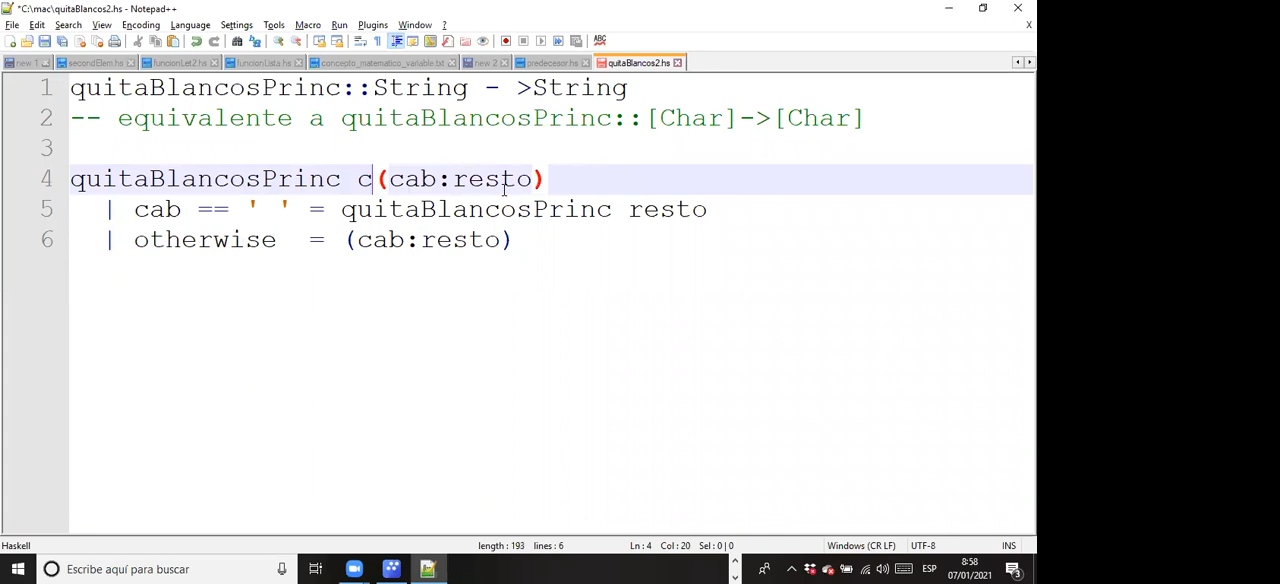 *C:\mac\quitaBlancos2.hs - Notepad++
File Edit Search View Encoding Language Settings Tools Macro Run Plugins Window ? X
new 1 secondElem.hs funcionLet2.hs funcionLista.hs concepto_matematico_variable.txt new 2 predecesor.hs quitaBlancos2.hs
1 quitaBlancosPrinc::String - >String
2 -- equivalente a quitaBlancosPrinc::[Char]->[Char]
3
4 quitaBlancosPrinc c(cab:resto)
5 | cab == ' ' = quitaBlancosPrinc resto
6 | otherwise = (cab:resto)
Haskell length : 193 lines : 6 Ln : 4 Col : 20 Sel : 0 | 0 Windows (CR LF) UTF-8 INS
Escribe aquí para buscar ESP 8:58
07/01/2021 3